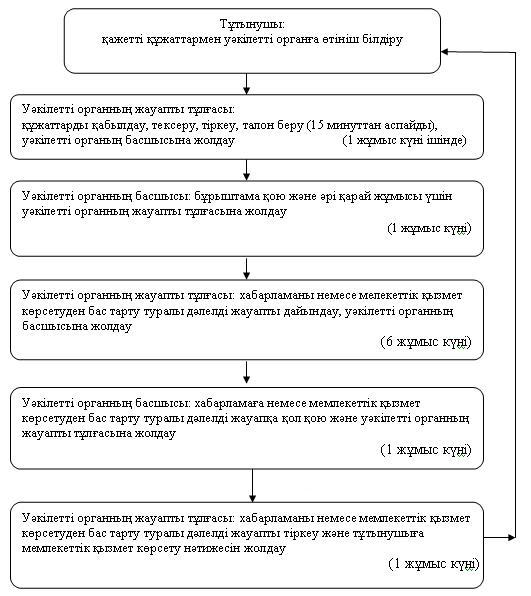 Тұтынушы:
қажетті құжаттармен уәкілетті органға өтініш білдіру
Уәкілетті органның жауапты тұлғасы:
құжаттарды қабылдау, тексеру, тіркеу, талон беру (15 минуттан аспайды),
уәкілетті органың басшысына жолдау (1 жұмыс күні ішінде)
Уәкілетті органның басшысы: бұрыштама қою және әрі қарай жұмысы үшін
уәкілетті органның жауапты тұлғасына жолдау
(1 жұмыс күңі)
Уәкілетті органның жауапты тұлғасы: хабарламаны немесе мелекеттік қызмет
көрсетуден бас тарту туралы дәлелді жауапты дайындау, уәкілетті органның
басшысына жолдау
(6 жұмыс күңі)
Уәкілетті органның басшысы: хабарламаға немесе мемлекеттік қызмет
көрсетуден бас тарту туралы дәлелді жауапқа қол қою және уәкілетті органның
жауапты тұлғасына жолдау
(1 жұмыс күңі)
Уәкілетті органның жауапты тұлғасы: хабарламаны немесе мемлекеттік қызмет
көрсетуден бас тарту туралы дәлелді жауапты тіркеу және тұтынушыға
мемлекеттік қызмет көрсету нәтижесін жолдау
(1 жұмыс күңі)